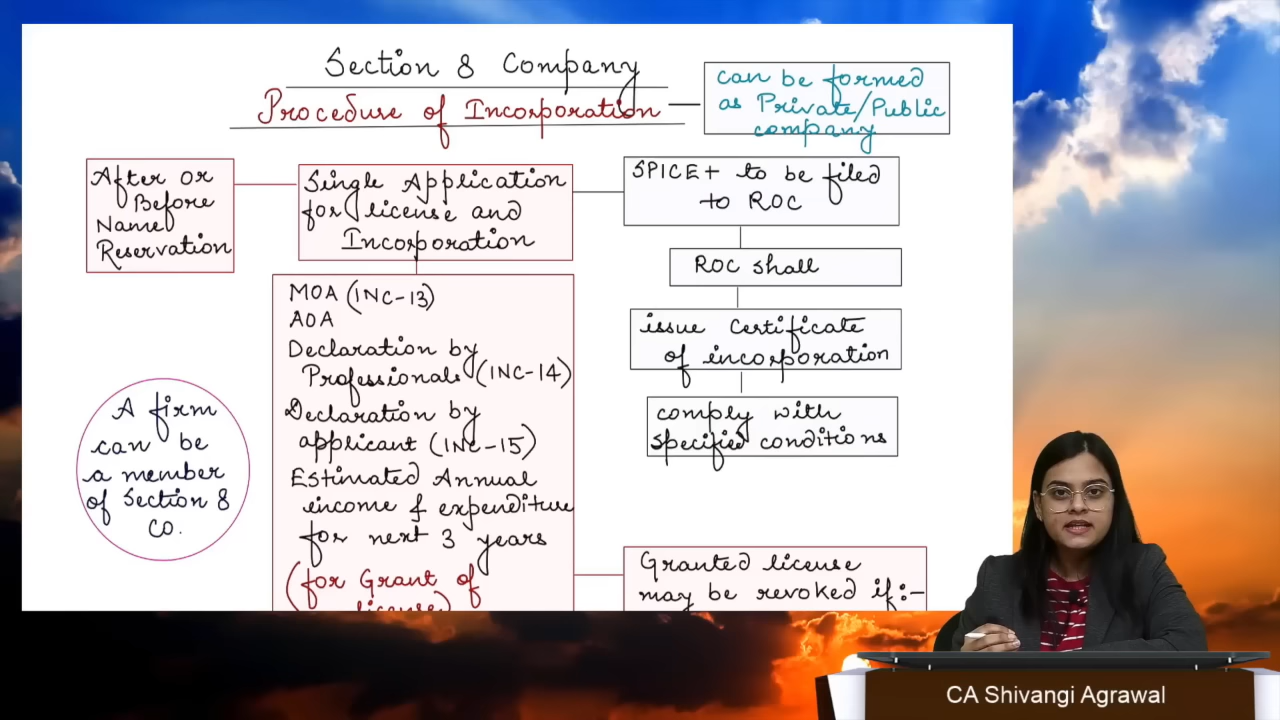 Section 8 Company
Procedure of Incorporation
can be formed
as Private/Public
company
After or
Before
Name
Reservation
Single Application
for license and
Incorporation
SPICE+ to be filed
to ROC
ROC shall
issue Certificate
of incorporation
comply with
specified conditions
MOA (INC-13)
AOA
Declaration by
Professionals (INC-14)
Declaration by
applicant (INC-15)
Estimated Annual
income & expenditure
for next 3 years
(for Grant of
license)
A firm
can be
a member
of Section 8
CO.
Granted license
may be revoked if:-
CA Shivangi Agrawal